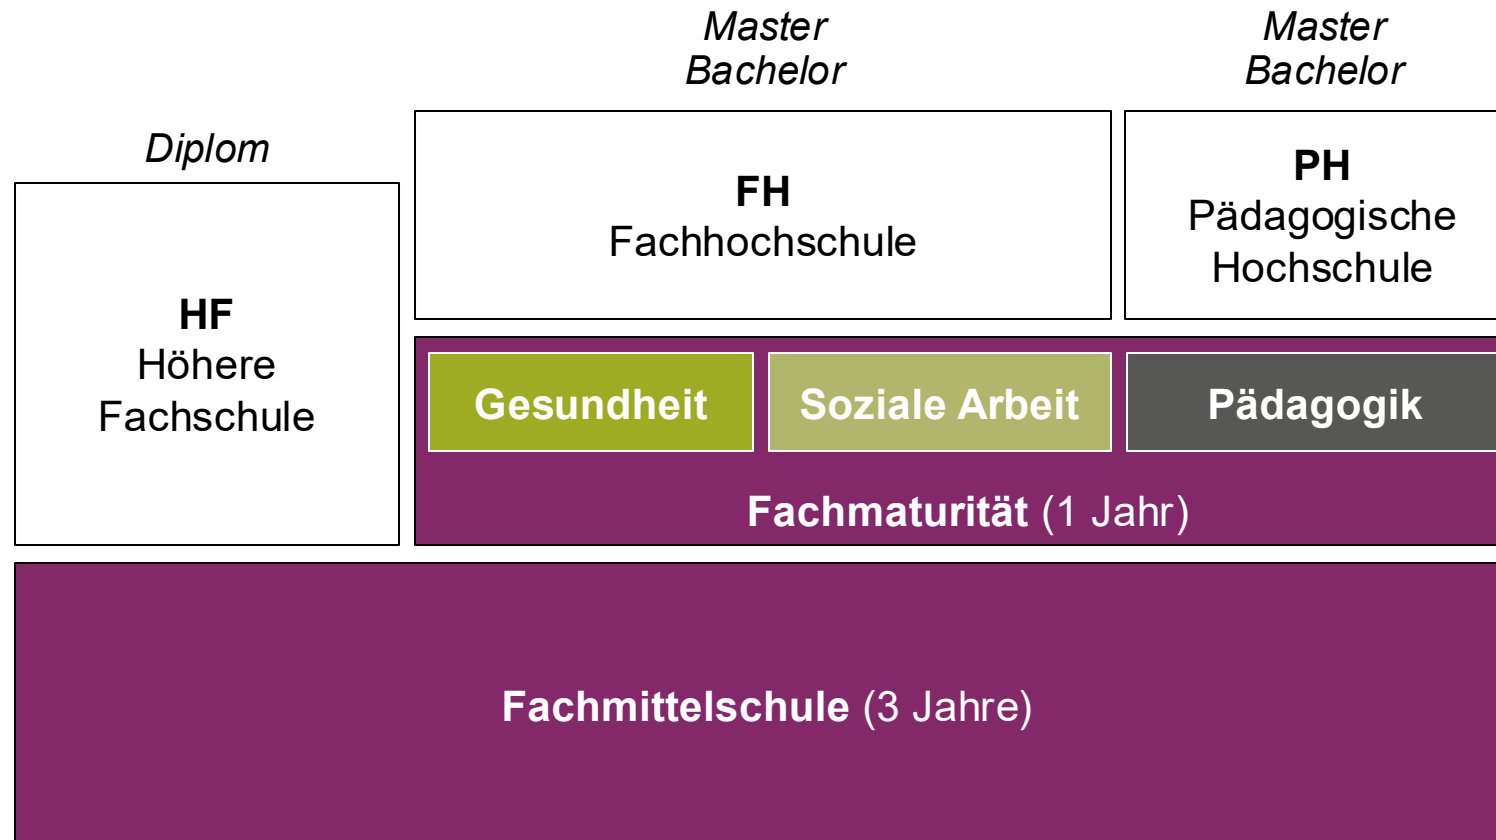 Master
Bachelor
Master
Bachelor
Diplom
FH
Fachhochschule
PH
Pädagogische
Hochschule
HF
Höhere
Fachschule
Gesundheit
Soziale Arbeit
Pädagogik
Fachmaturität (1 Jahr)
Fachmittelschule (3 Jahre)